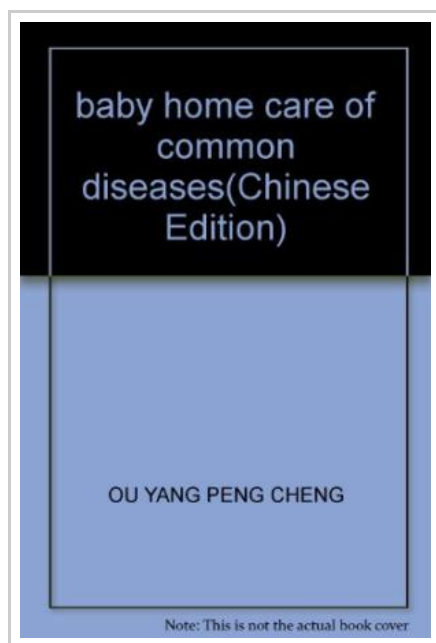 baby home care of
common
diseases(Chinese
Edition)
OU YANG PENG CHENG
Note: This is not the actual book cover